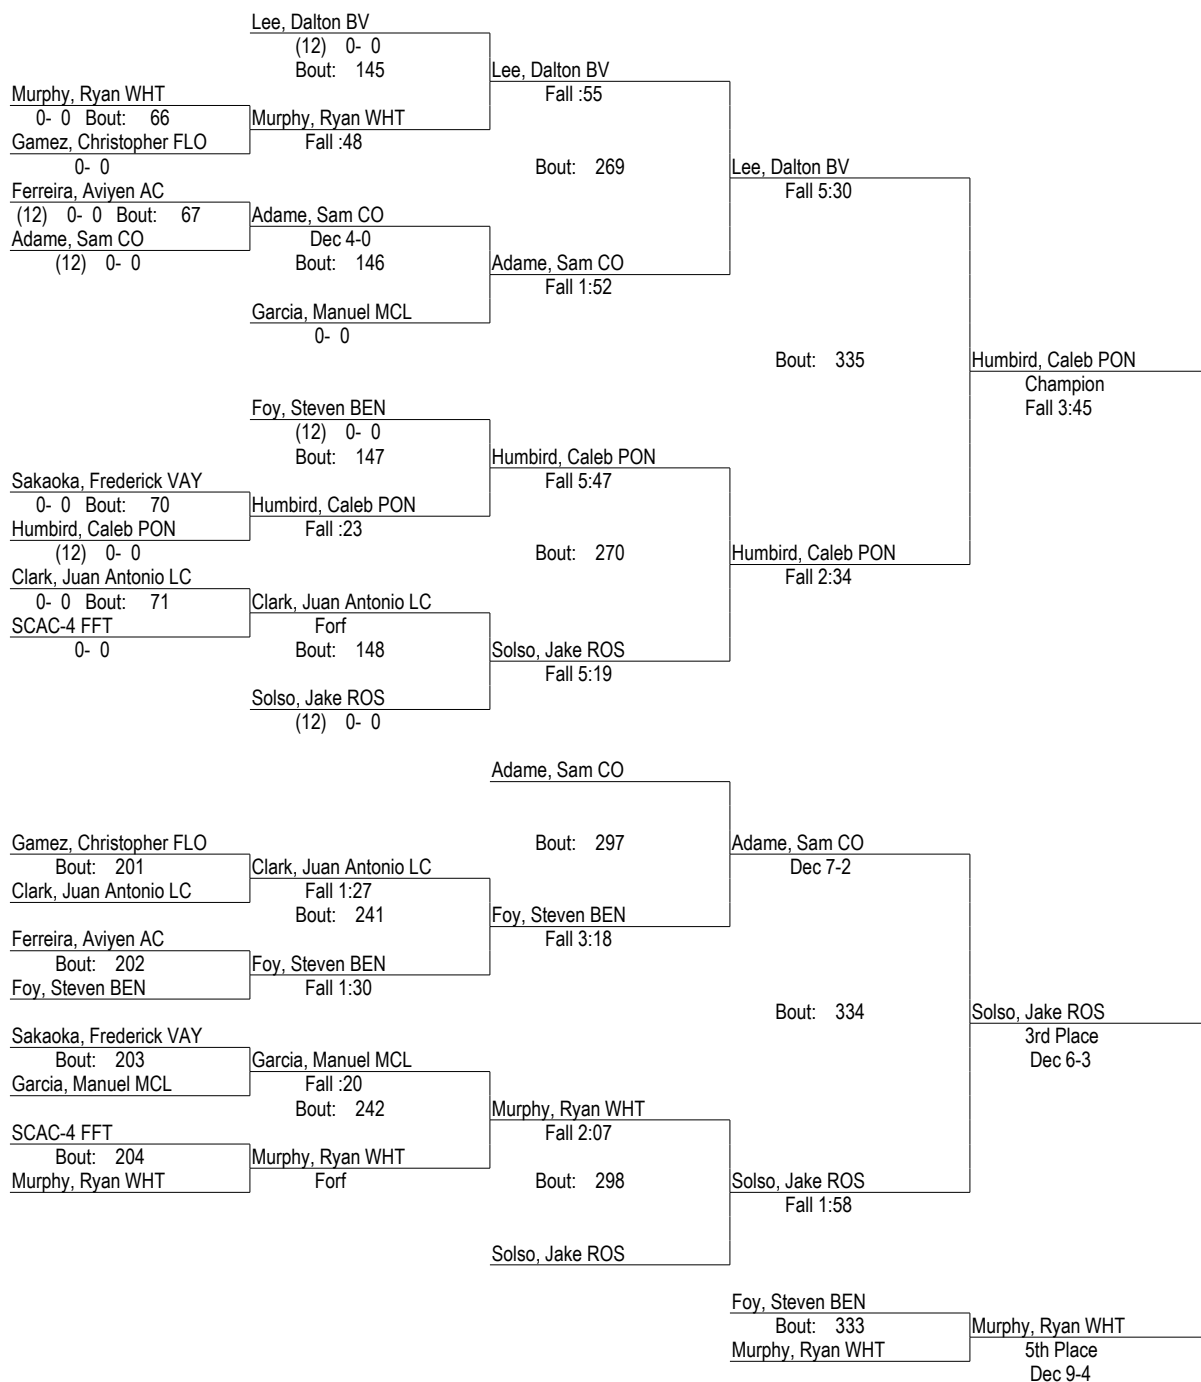 Lee, Dalton BV
(12) 0- 0
Bout: 145
Lee, Dalton BV
Fall :55
Murphy, Ryan WHT
0- 0 Bout: 66
Murphy, Ryan WHT
Gamez, Christopher FLO
Fall :48
0- 0
Bout: 269
Lee, Dalton BV
Fall 5:30
Ferreira, Aviyen AC
(12) 0- 0 Bout: 67
Adame, Sam CO
Adame, Sam CO
Dec 4-0
(12) 0- 0
Bout: 146
Adame, Sam CO
Fall 1:52
Garcia, Manuel MCL
0- 0
Bout: 335
Humbird, Caleb PON
Champion
Fall 3:45
Foy, Steven BEN
(12) 0- 0
Bout: 147
Humbird, Caleb PON
Fall 5:47
Sakaoka, Frederick VAY
0- 0 Bout: 70
Humbird, Caleb PON
Humbird, Caleb PON
Fall :23
(12) 0- 0
Bout: 270
Humbird, Caleb PON
Fall 2:34
Clark, Juan Antonio LC
0- 0 Bout: 71
Clark, Juan Antonio LC
SCAC-4 FFT
Forf
0- 0
Bout: 148
Solso, Jake ROS
Fall 5:19
Solso, Jake ROS
(12) 0- 0
Adame, Sam CO
Gamez, Christopher FLO
Bout: 297
Adame, Sam CO
Bout: 201
Clark, Juan Antonio LC
Dec 7-2
Clark, Juan Antonio LC
Fall 1:27
Bout: 241
Foy, Steven BEN
Fall 3:18
Ferreira, Aviyen AC
Bout: 202
Foy, Steven BEN
Foy, Steven BEN
Fall 1:30
Bout: 334
Solso, Jake ROS
3rd Place
Dec 6-3
Sakaoka, Frederick VAY
Bout: 203
Garcia, Manuel MCL
Garcia, Manuel MCL
Fall :20
Bout: 242
Murphy, Ryan WHT
Fall 2:07
SCAC-4 FFT
Bout: 204
Murphy, Ryan WHT
Murphy, Ryan WHT
Forf
Bout: 298
Solso, Jake ROS
Fall 1:58
Solso, Jake ROS
Foy, Steven BEN
Bout: 333
Murphy, Ryan WHT
Murphy, Ryan WHT
5th Place
Dec 9-4